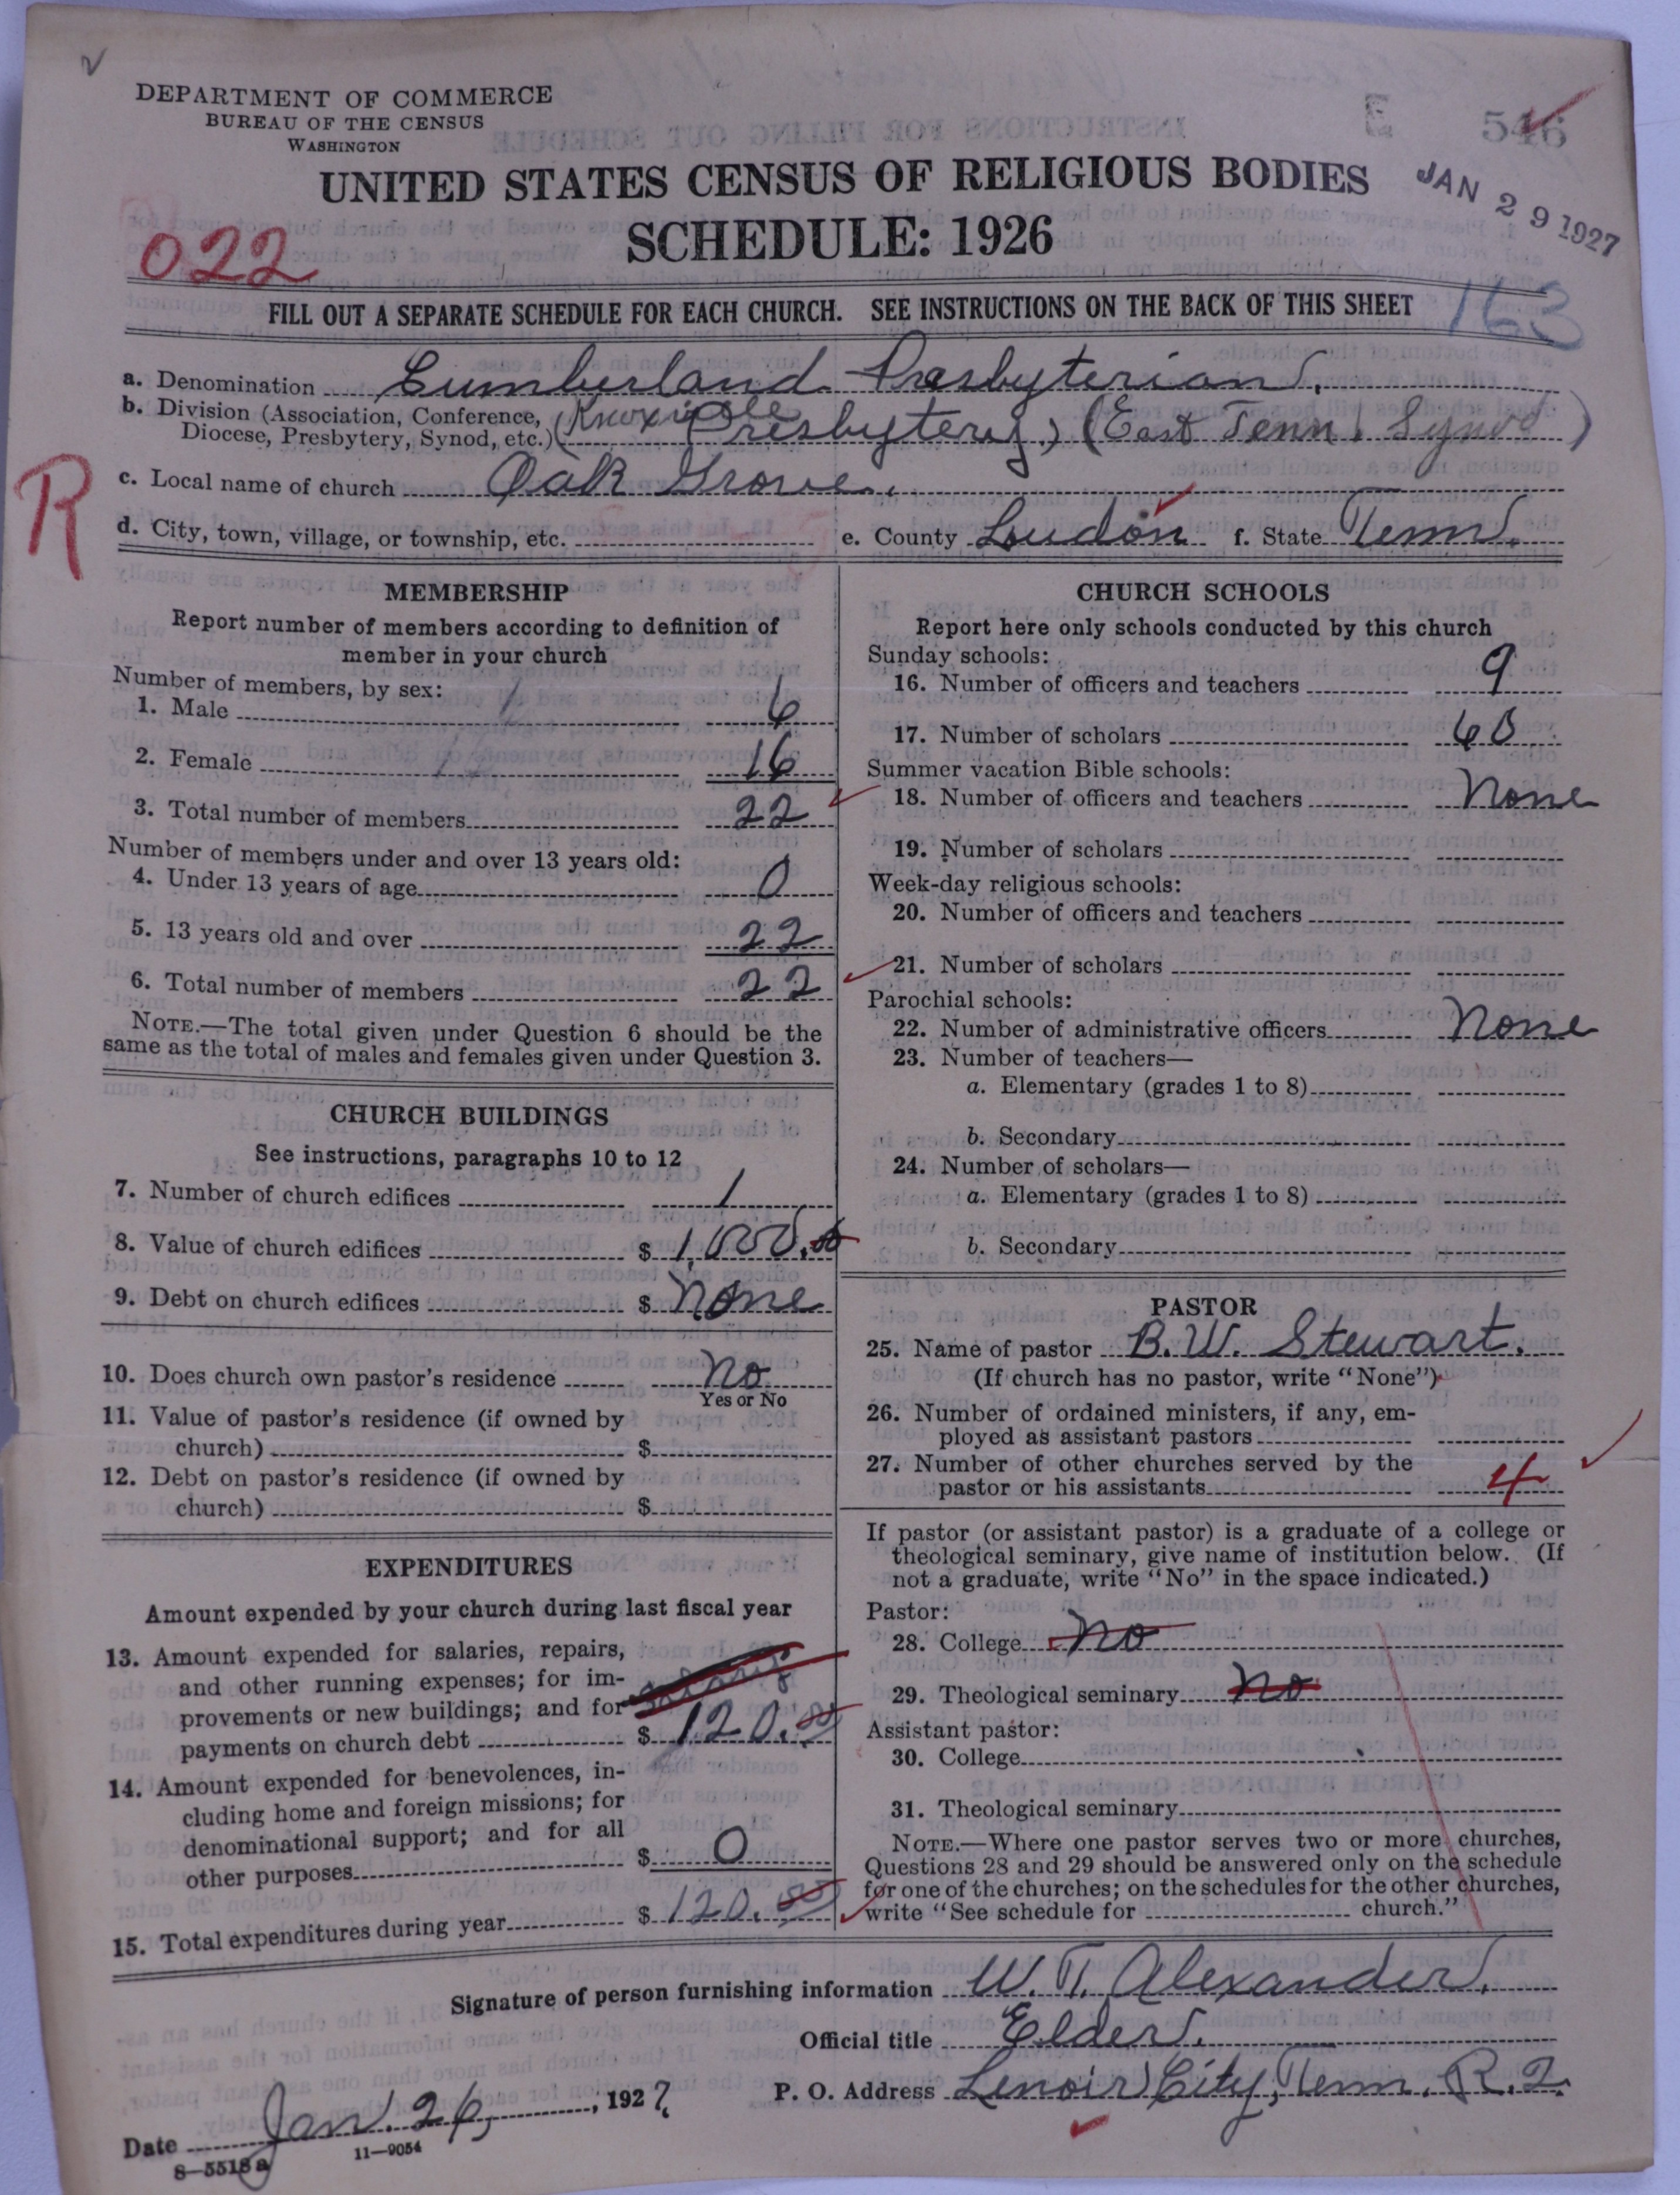 DEPARTMENT OF COMMERCE
BUREAU OF THE CENSUS
WASHINGTON
E 546
UNITED STATES CENSUS OF RELIGIOUS BODIES
JAN 29 1927
SCHEDULE: 1926
022
FILL OUT A SEPARATE SCHEDULE FOR EACH CHURCH. SEE INSTRUCTIONS ON THE BACK OF THIS SHEET
163
a. Denomination Cumberland Presbyterian.
b. Division (Association, Conference, Diocese, Presbytery, Synod, etc.) (Knoxville Presbytery,) (East Tenn. Synod)
R
c. Local name of church Oak Grove.
d. City, town, village, or township, etc. e. County Loudon f. State Tenn.
MEMBERSHIP
Report number of members according to definition of
member in your church
Number of members, by sex:
1. Male 6
2. Female 16
3. Total number of members 22
Number of members under and over 13 years old:
4. Under 13 years of age 0
5. 13 years old and over 22
6. Total number of members 22
NOTE.—The total given under Question 6 should be the
same as the total of males and females given under Question 3.
CHURCH BUILDINGS
See instructions, paragraphs 10 to 12
7. Number of church edifices 1
8. Value of church edifices $ 1,000.00
9. Debt on church edifices $ None
10. Does church own pastor's residence No
Yes or No
11. Value of pastor's residence (if owned by
church) $
12. Debt on pastor's residence (if owned by
church) $
EXPENDITURES
Amount expended by your church during last fiscal year
13. Amount expended for salaries, repairs,
and other running expenses; for im-
provements or new buildings; and for
payments on church debt $ 120.00
14. Amount expended for benevolences, in-
cluding home and foreign missions; for
denominational support; and for all
other purposes $ 0
15. Total expenditures during year $ 120.00
CHURCH SCHOOLS
Report here only schools conducted by this church
Sunday schools:
16. Number of officers and teachers 9
17. Number of scholars
Summer vacation Bible schools:
18. Number of officers and teachers None
19. Number of scholars
Week-day religious schools:
20. Number of officers and teachers
21. Number of scholars
Parochial schools:
22. Number of administrative officers None
23. Number of teachers—
a. Elementary (grades 1 to 8)
b. Secondary
24. Number of scholars—
a. Elementary (grades 1 to 8)
b. Secondary
PASTOR
25. Name of pastor B. W. Stewart.
(If church has no pastor, write "None")
26. Number of ordained ministers, if any, em-
ployed as assistant pastors
27. Number of other churches served by the
pastor or his assistants 4
If pastor (or assistant pastor) is a graduate of a college or
theological seminary, give name of institution below. (If
not a graduate, write "No" in the space indicated.)
Pastor:
28. College No
29. Theological seminary No
Assistant pastor:
30. College
31. Theological seminary
NOTE.—Where one pastor serves two or more churches,
Questions 28 and 29 should be answered only on the schedule
for one of the churches; on the schedules for the other churches,
write "See schedule for church."
Signature of person furnishing information W. T. Alexander.
Official title Elder.
P. O. Address Lenoir City, Tenn. R. 2.
Date Jan. 26, 1927
8—5518a 11—9054